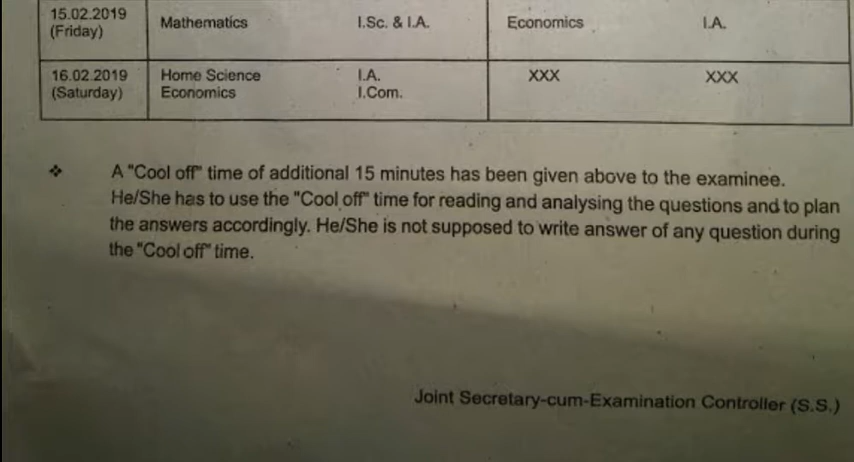 15.02.2019 Mathematics I.Sc. & I.A. Economics I.A.
(Friday)
16.02.2019 Home Science I.A. XXX XXX
(Saturday) Economics I.Com.
❖ A "Cool off" time of additional 15 minutes has been given above to the examinee.
He/She has to use the "Cool off" time for reading and analysing the questions and to plan
the answers accordingly. He/She is not supposed to write answer of any question during
the "Cool off" time.
Joint Secretary-cum-Examination Controller (S.S.)